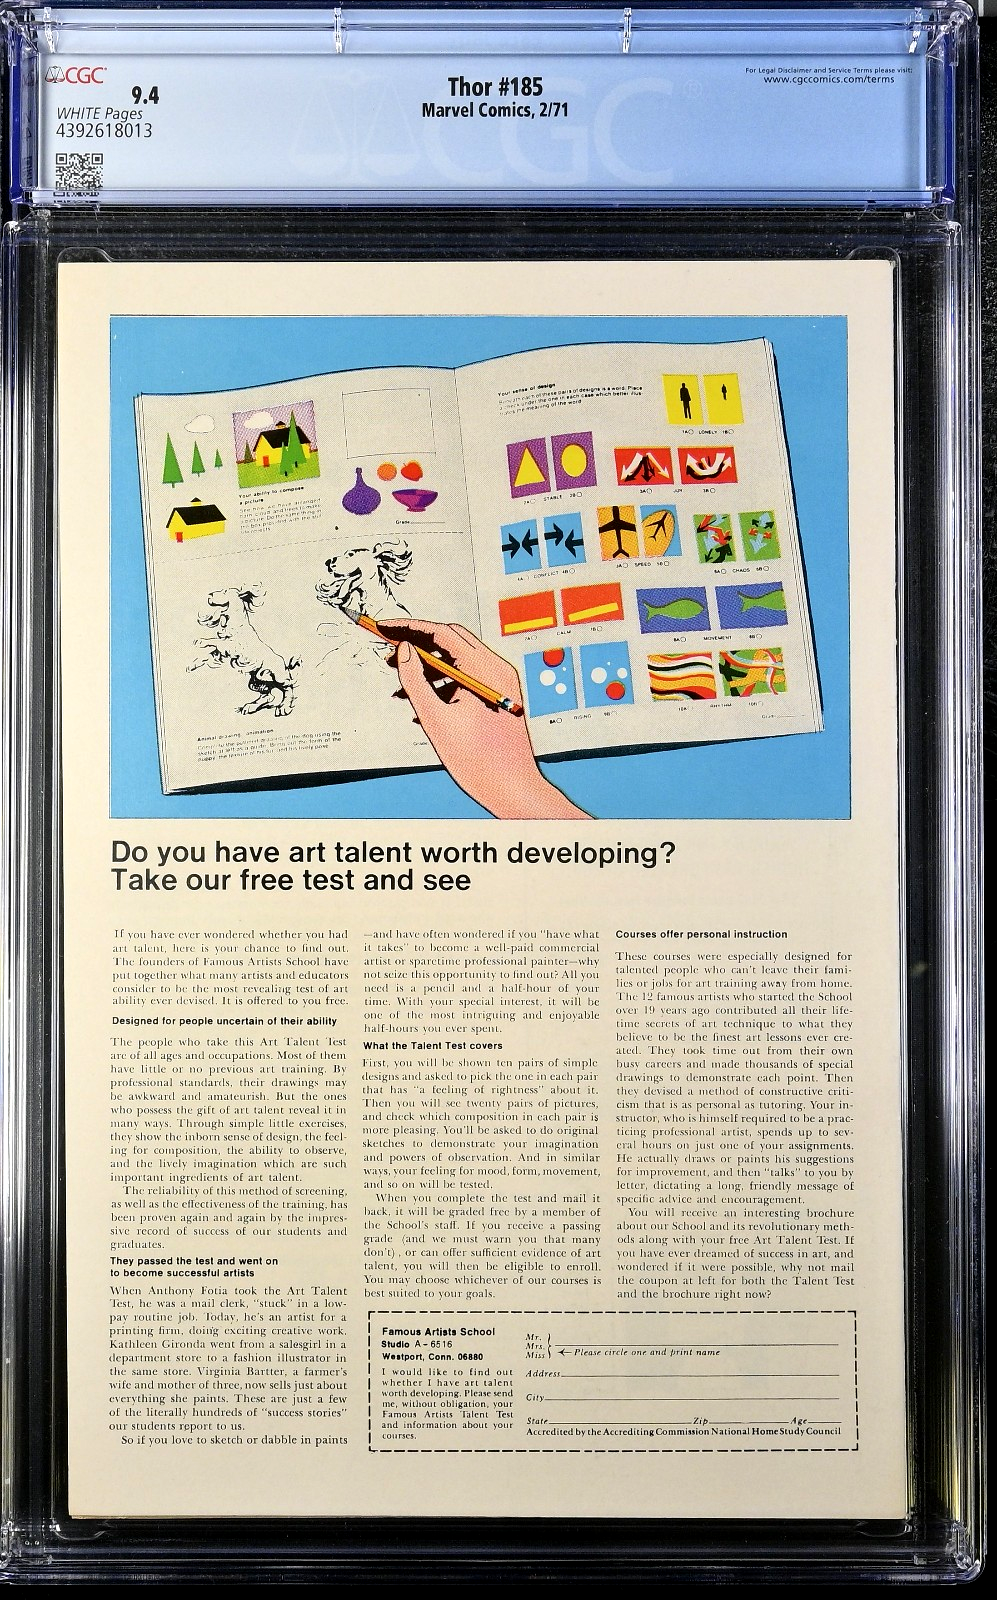 CGC
9.4
WHITE Pages
4392618013
Thor #185
Marvel Comics, 2/71
For Legal Disclaimer and Service Terms please visit:
www.cgccomics.com/terms
Your ability to compose
a picture
Grade
Animal drawing, animation
Grade
Your sense of design
1A LONELY 1B
2A STABLE 2B
3A JOY 3B
CONFLICT
SPEED
CHAOS
CALM
MOVEMENT
RISING
RHYTHM
Grade
Do you have art talent worth developing?
Take our free test and see
If you have ever wondered whether you had
art talent, here is your chance to find out.
The founders of Famous Artists School have
put together what many artists and educators
consider to be the most revealing test of art
ability ever devised. It is offered to you free.
Designed for people uncertain of their ability
The people who take this Art Talent Test
are of all ages and occupations. Most of them
have little or no previous art training. By
professional standards, their drawings may
be awkward and amateurish. But the ones
who possess the gift of art talent reveal it in
many ways. Through simple little exercises,
they show the inborn sense of design, the feel-
ing for composition, the ability to observe,
and the lively imagination which are such
important ingredients of art talent.
The reliability of this method of screening,
as well as the effectiveness of the training, has
been proven again and again by the impres-
sive record of success of our students and
graduates.
They passed the test and went on
to become successful artists
When Anthony Fotia took the Art Talent
Test, he was a mail clerk, "stuck" in a low-
pay routine job. Today, he's an artist for a
printing firm, doing exciting creative work.
Kathleen Gironda went from a salesgirl in a
department store to a fashion illustrator in
the same store. Virginia Bartter, a farmer's
wife and mother of three, now sells just about
everything she paints. These are just a few
of the literally hundreds of "success stories"
our students report to us.
So if you love to sketch or dabble in paints
—and have often wondered if you "have what
it takes" to become a well-paid commercial
artist or sparetime professional painter—why
not seize this opportunity to find out? All you
need is a pencil and a half-hour of your
time. With your special interest, it will be
one of the most intriguing and enjoyable
half-hours you ever spent.
What the Talent Test covers
First, you will be shown ten pairs of simple
designs and asked to pick the one in each pair
that has "a feeling of rightness" about it.
Then you will see twenty pairs of pictures,
and check which composition in each pair is
more pleasing. You'll be asked to do original
sketches to demonstrate your imagination
and powers of observation. And in similar
ways, your feeling for mood, form, movement,
and so on will be tested.
When you complete the test and mail it
back, it will be graded free by a member of
the School's staff. If you receive a passing
grade (and we must warn you that many
don't), or can offer sufficient evidence of art
talent, you will then be eligible to enroll.
You may choose whichever of our courses is
best suited to your goals.
Courses offer personal instruction
These courses were especially designed for
talented people who can't leave their fami-
lies or jobs for art training away from home.
The 12 famous artists who started the School
over 19 years ago contributed all their life-
time secrets of art technique to what they
believe to be the finest art lessons ever cre-
ated. They took time out from their own
busy careers and made thousands of special
drawings to demonstrate each point. Then
they devised a method of constructive criti-
cism that is as personal as tutoring. Your in-
structor, who is himself required to be a prac-
ticing professional artist, spends up to sev-
eral hours on just one of your assignments.
He actually draws or paints his suggestions
for improvement, and then "talks" to you by
letter, dictating a long, friendly message of
specific advice and encouragement.
You will receive an interesting brochure
about our School and its revolutionary meth-
ods along with your free Art Talent Test. If
you have ever dreamed of success in art, and
wondered if it were possible, why not mail
the coupon at left for both the Talent Test
and the brochure right now?
Famous Artists School
Studio A-6516
Westport, Conn. 06880
I would like to find out
whether I have art talent
worth developing. Please send
me, without obligation, your
Famous Artists Talent Test
and information about your
courses.
Mr.
Mrs.
Miss
Please circle one and print name
Address
City
State Zip Age
Accredited by the Accrediting Commission National Home Study Council